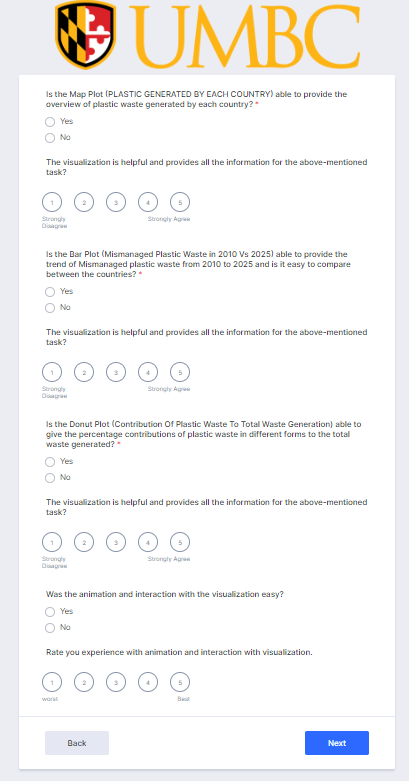 UMBC
Is the Map Plot (PLASTIC GENERATED BY EACH COUNTRY) able to provide the
overview of plastic waste generated by each country? *
Yes
No
The visualization is helpful and provides all the information for the above-mentioned
task?
1 2 3 4 5
Strongly Disagree Strongly Agree
Is the Bar Plot (Mismanaged Plastic Waste in 2010 Vs 2025) able to provide the
trend of Mismanaged plastic waste from 2010 to 2025 and is it easy to compare
between the countries? *
Yes
No
The visualization is helpful and provides all the information for the above-mentioned
task?
1 2 3 4 5
Strongly Disagree Strongly Agree
Is the Donut Plot (Contribution Of Plastic Waste To Total Waste Generation) able to
give the percentage contributions of plastic waste in different forms to the total
waste generated? *
Yes
No
The visualization is helpful and provides all the information for the above-mentioned
task?
1 2 3 4 5
Strongly Disagree Strongly Agree
Was the animation and interaction with the visualization easy?
Yes
No
Rate you experience with animation and interaction with visualization.
1 2 3 4 5
worst Best
Back Next